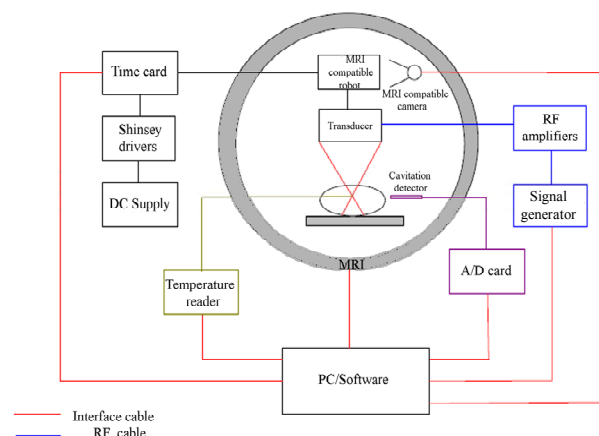 Time card
MRI
compatible
robot
MRI compatible
camera
Shinsey
drivers
Transducer
RF
amplifiers
DC Supply
Cavitation
detector
Signal
generator
MRI
Temperature
reader
A/D card
PC/Software
Interface cable
RF cable